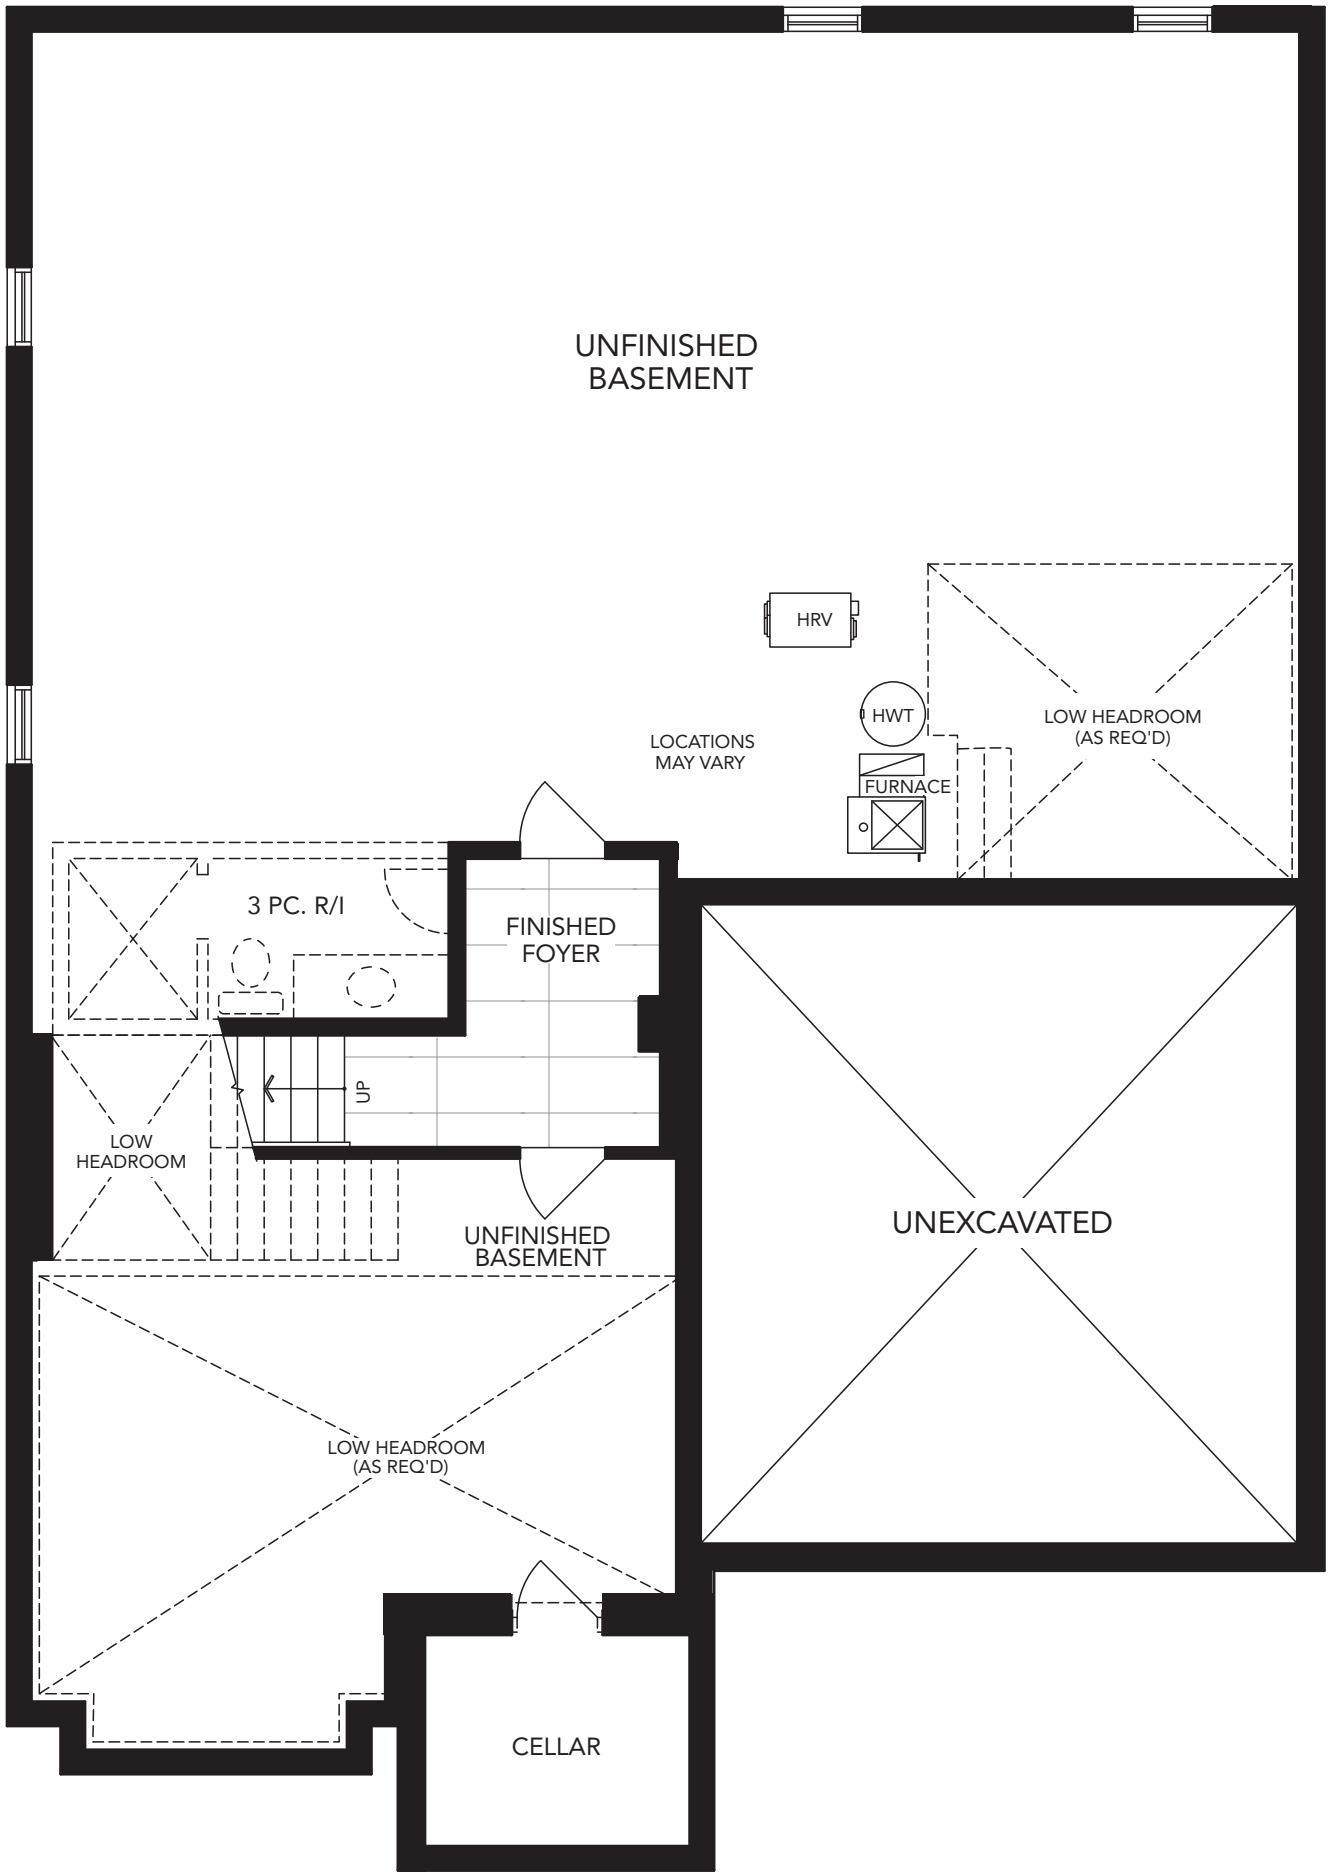 UNFINISHED
BASEMENT
HRV
HWT
LOW HEADROOM
(AS REQ'D)
LOCATIONS
MAY VARY
FURNACE
3 PC. R/I
FINISHED
FOYER
UP
LOW
HEADROOM
UNEXCAVATED
UNFINISHED
BASEMENT
LOW HEADROOM
(AS REQ'D)
CELLAR